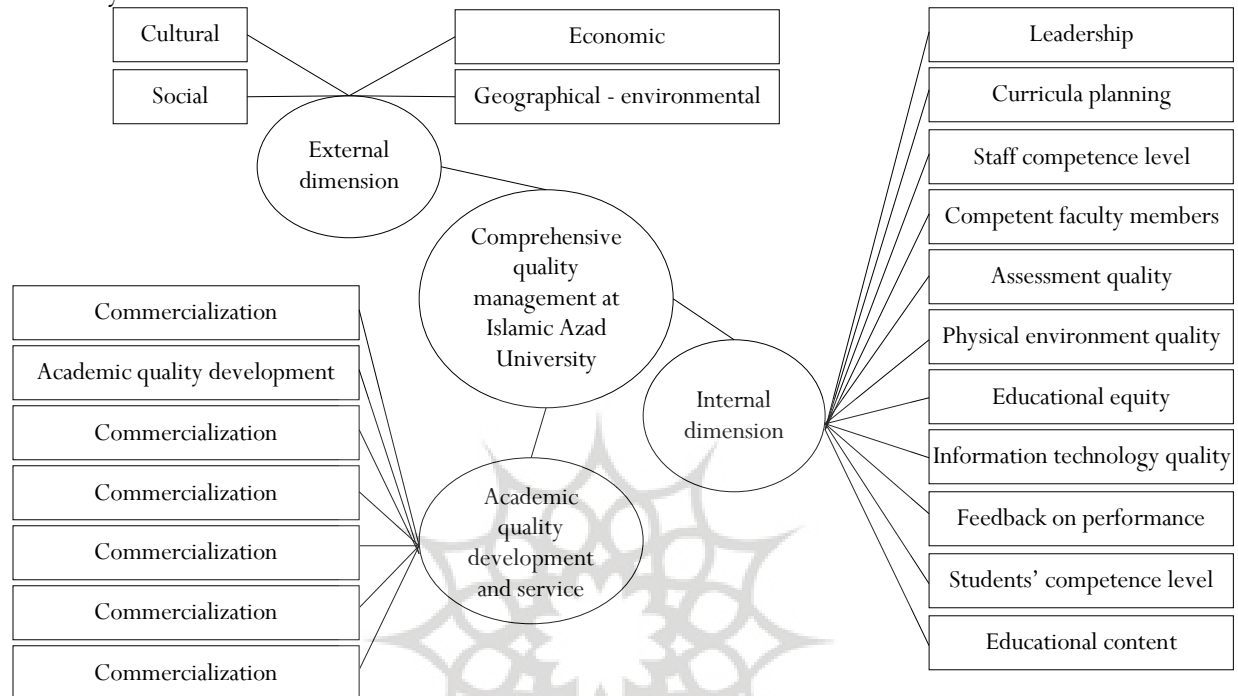 Cultural
Social
Economic
Geographical - environmental
External
dimension
Comprehensive
quality
management at
Islamic Azad
University
Internal
dimension
Academic
quality
development
and service
Commercialization
Academic quality development
Commercialization
Commercialization
Commercialization
Commercialization
Commercialization
Leadership
Curricula planning
Staff competence level
Competent faculty members
Assessment quality
Physical environment quality
Educational equity
Information technology quality
Feedback on performance
Students’ competence level
Educational content